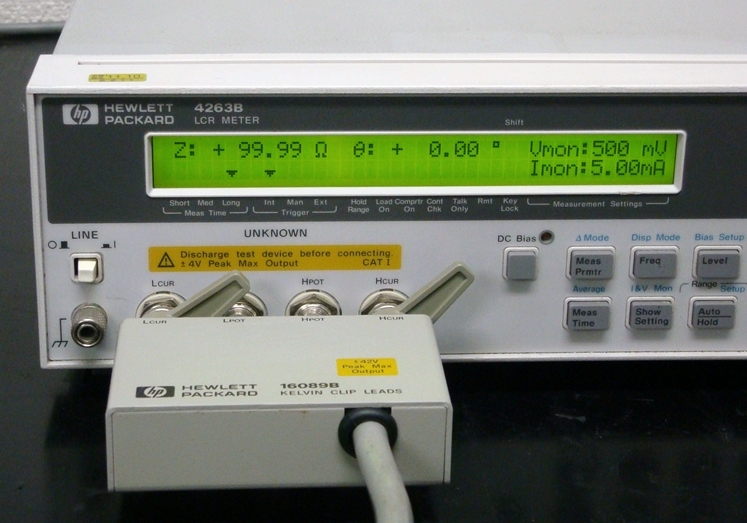 hp HEWLETT PACKARD
4263B
LCR METER
Shift
Z: + 99.99 Ω θ: + 0.00 ° Vmon:500 mV
Imon:5.00mA
Short Med Long Int Man Ext Hold Range Load On Comprtr On Cont Chk Talk Only Rmt Key Lock
Meas Time Trigger Measurement Settings
LINE
UNKNOWN
Discharge test device before connecting.
±4V Peak Max Output CAT I
DC Bias
Δ Mode Disp Mode Bias Setup
Meas Prmtr Freq Level
Average I&V Mon Range Setup
Meas Time Show Setting Auto Hold
LCUR HPOT HCUR
LCUR LPOT HPOT HCUR
±42V
Peak Max
Output
hp HEWLETT PACKARD
16089B
KELVIN CLIP LEADS